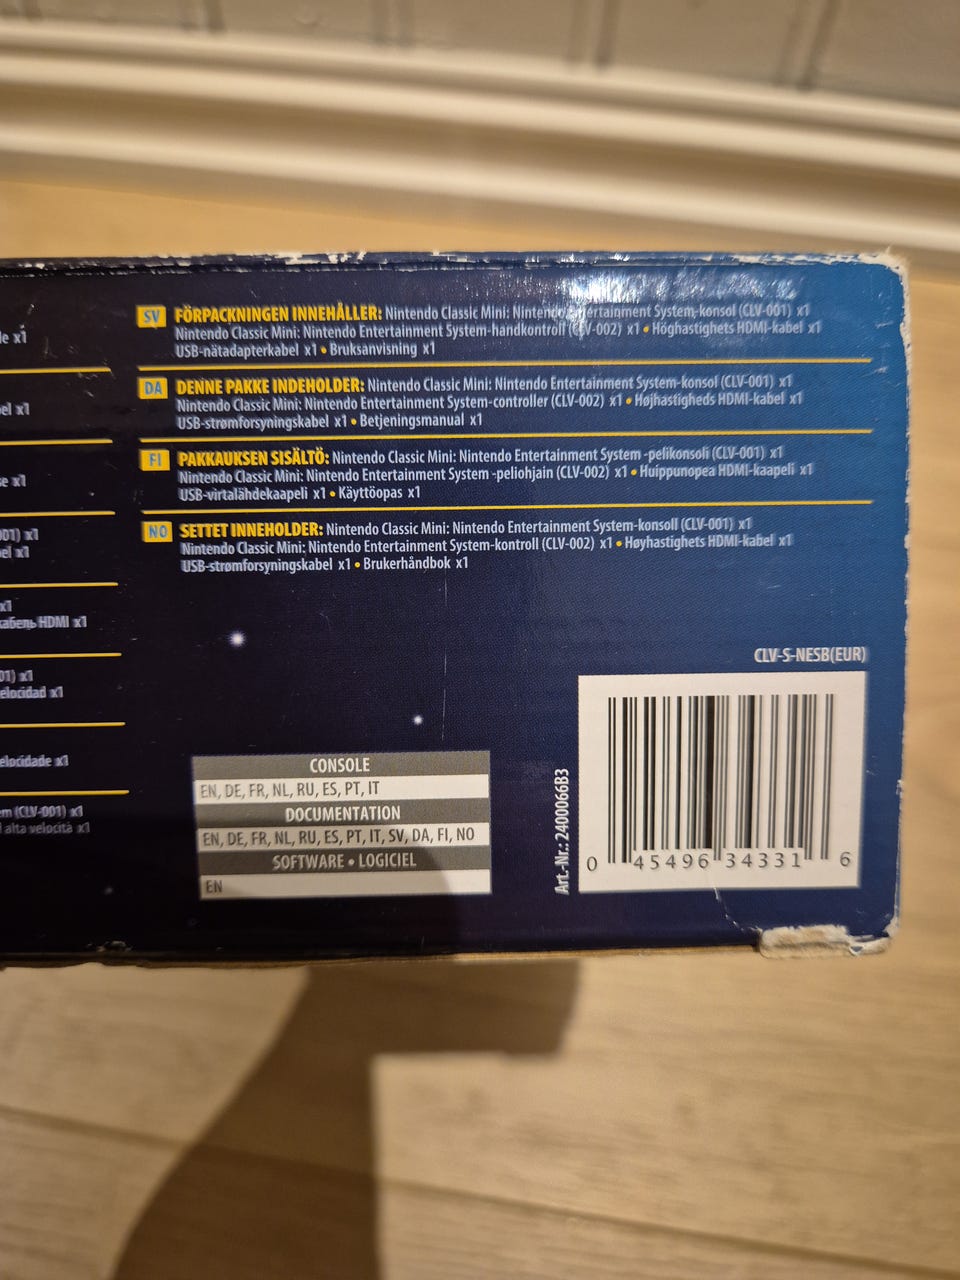 le x1
el x1
se x1
001) x1
el x1
x1
кабель HDMI x1
01) x1
elocidad x1
elocidade x1
em (CLV-001) x1
alta velocità x1
SV FÖRPACKNINGEN INNEHÅLLER: Nintendo Classic Mini: Nintendo Entertainment System-konsol (CLV-001) x1
Nintendo Classic Mini: Nintendo Entertainment System-handkontroll (CLV-002) x1 • Höghastighets HDMI-kabel x1
USB-nätadapterkabel x1 • Bruksanvisning x1
DA DENNE PAKKE INDEHOLDER: Nintendo Classic Mini: Nintendo Entertainment System-konsol (CLV-001) x1
Nintendo Classic Mini: Nintendo Entertainment System-controller (CLV-002) x1 • Højhastigheds HDMI-kabel x1
USB-strømforsyningskabel x1 • Betjeningsmanual x1
FI PAKKAUKSEN SISÄLTÖ: Nintendo Classic Mini: Nintendo Entertainment System -pelikonsoli (CLV-001) x1
Nintendo Classic Mini: Nintendo Entertainment System -peliohjain (CLV-002) x1 • Huippunopea HDMI-kaapeli x1
USB-virtalähdekaapeli x1 • Käyttöopas x1
NO SETTET INNEHOLDER: Nintendo Classic Mini: Nintendo Entertainment System-konsoll (CLV-001) x1
Nintendo Classic Mini: Nintendo Entertainment System-kontroll (CLV-002) x1 • Høyhastighets HDMI-kabel x1
USB-strømforsyningskabel x1 • Brukerhåndbok x1
CONSOLE
EN, DE, FR, NL, RU, ES, PT, IT
DOCUMENTATION
EN, DE, FR, NL, RU, ES, PT, IT, SV, DA, FI, NO
SOFTWARE • LOGICIEL
EN
CLV-S-NESB(EUR)
Art.-Nr.: 2400066B3
0 45496 34331 6